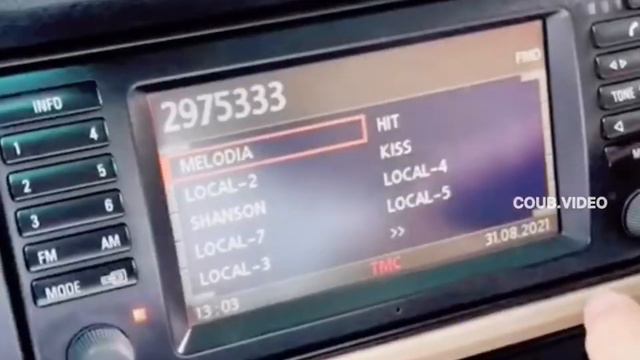 INFO
1 4
2 5
3 6
FM AM
MODE
2975333
FMD
MELODIA
LOCAL-2
SHANSON
LOCAL-7
LOCAL-3
HIT
KISS
LOCAL-4
LOCAL-5
>>
13:03
TMC
31.08.2021
TONE
COUB.VIDEO